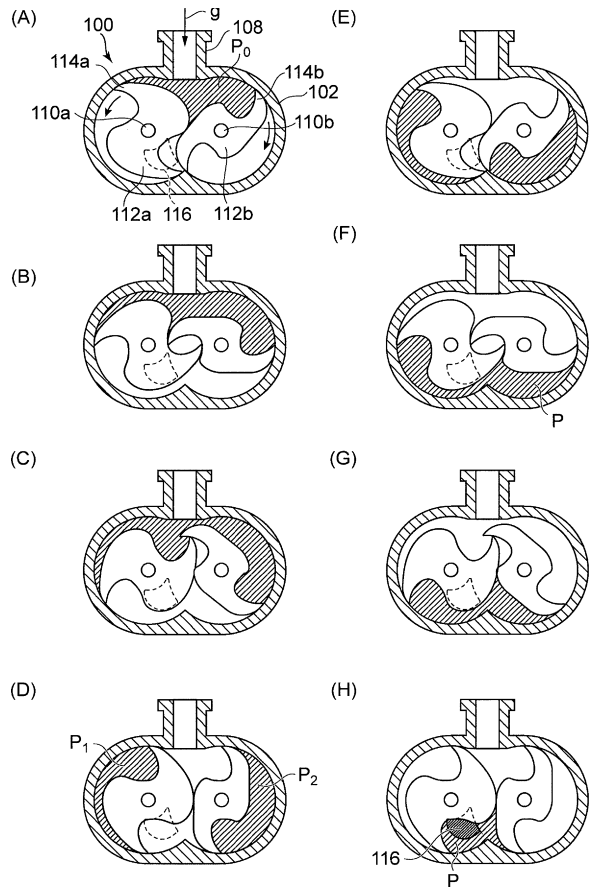 (A)
100
g
108
P0
114a
114b
102
110a
110b
112a
116
112b
(B)
(C)
(D)
P1
P2
(E)
(F)
P
(G)
(H)
116
P